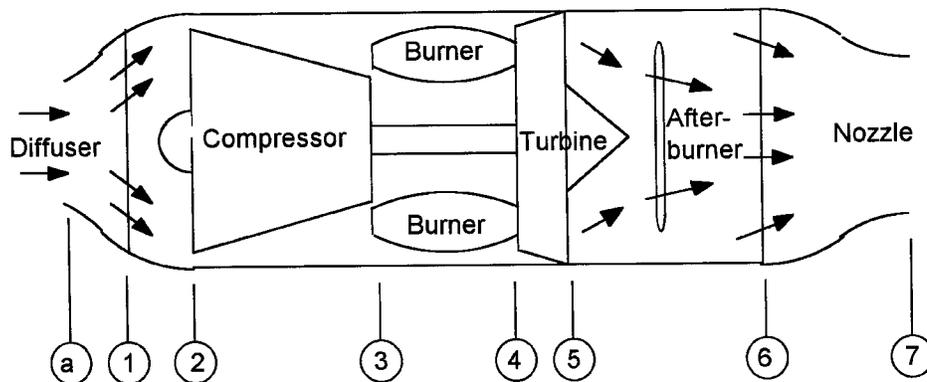 Burner
Diffuser
Compressor
Turbine
After-
burner
Nozzle
Burner
a
1
2
3
4
5
6
7